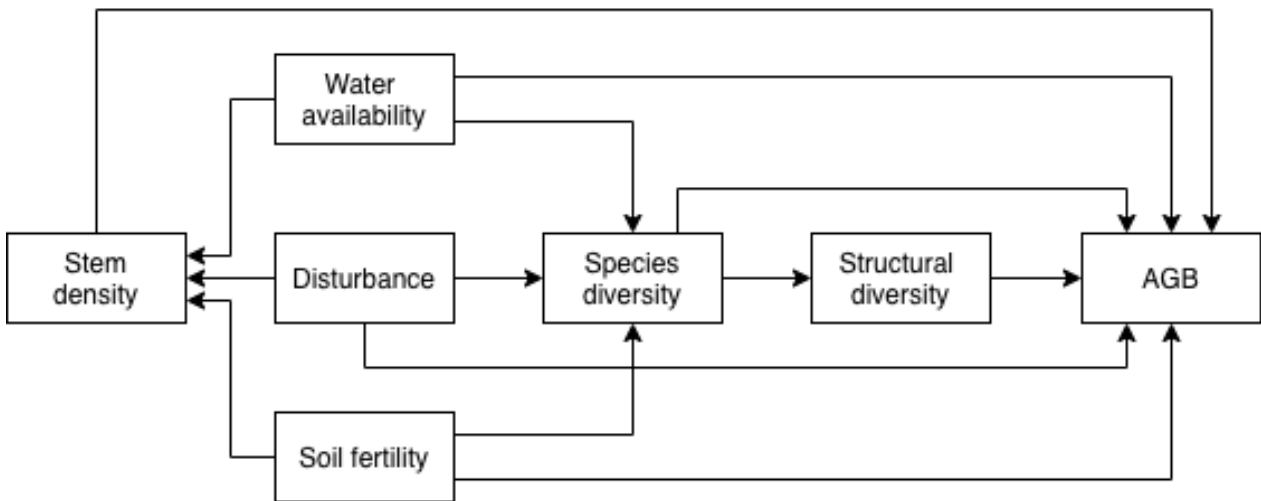 Water
availability
Stem
density
Disturbance
Species
diversity
Structural
diversity
AGB
Soil fertility